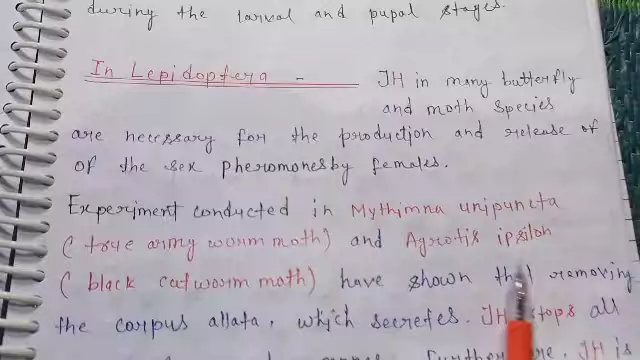 during the larval and pupal stages.
In Lepidoptera - JH in many butterfly
and moth species
are necessary for the production and release of
of the sex pheromones by females.
Experiment conducted in Mythimna unipuncta
(true army worm moth) and Agrotis ipsilon
(black cutworm moth) have shown that removing
the corpus allata, which secretes. JH stops all
JH is